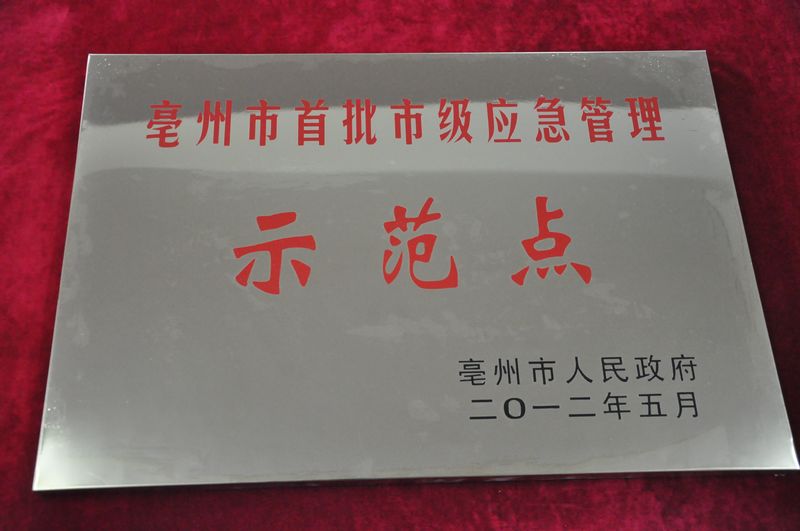 亳州市首批市级应急管理
示范点
亳州市人民政府
二〇一二年五月